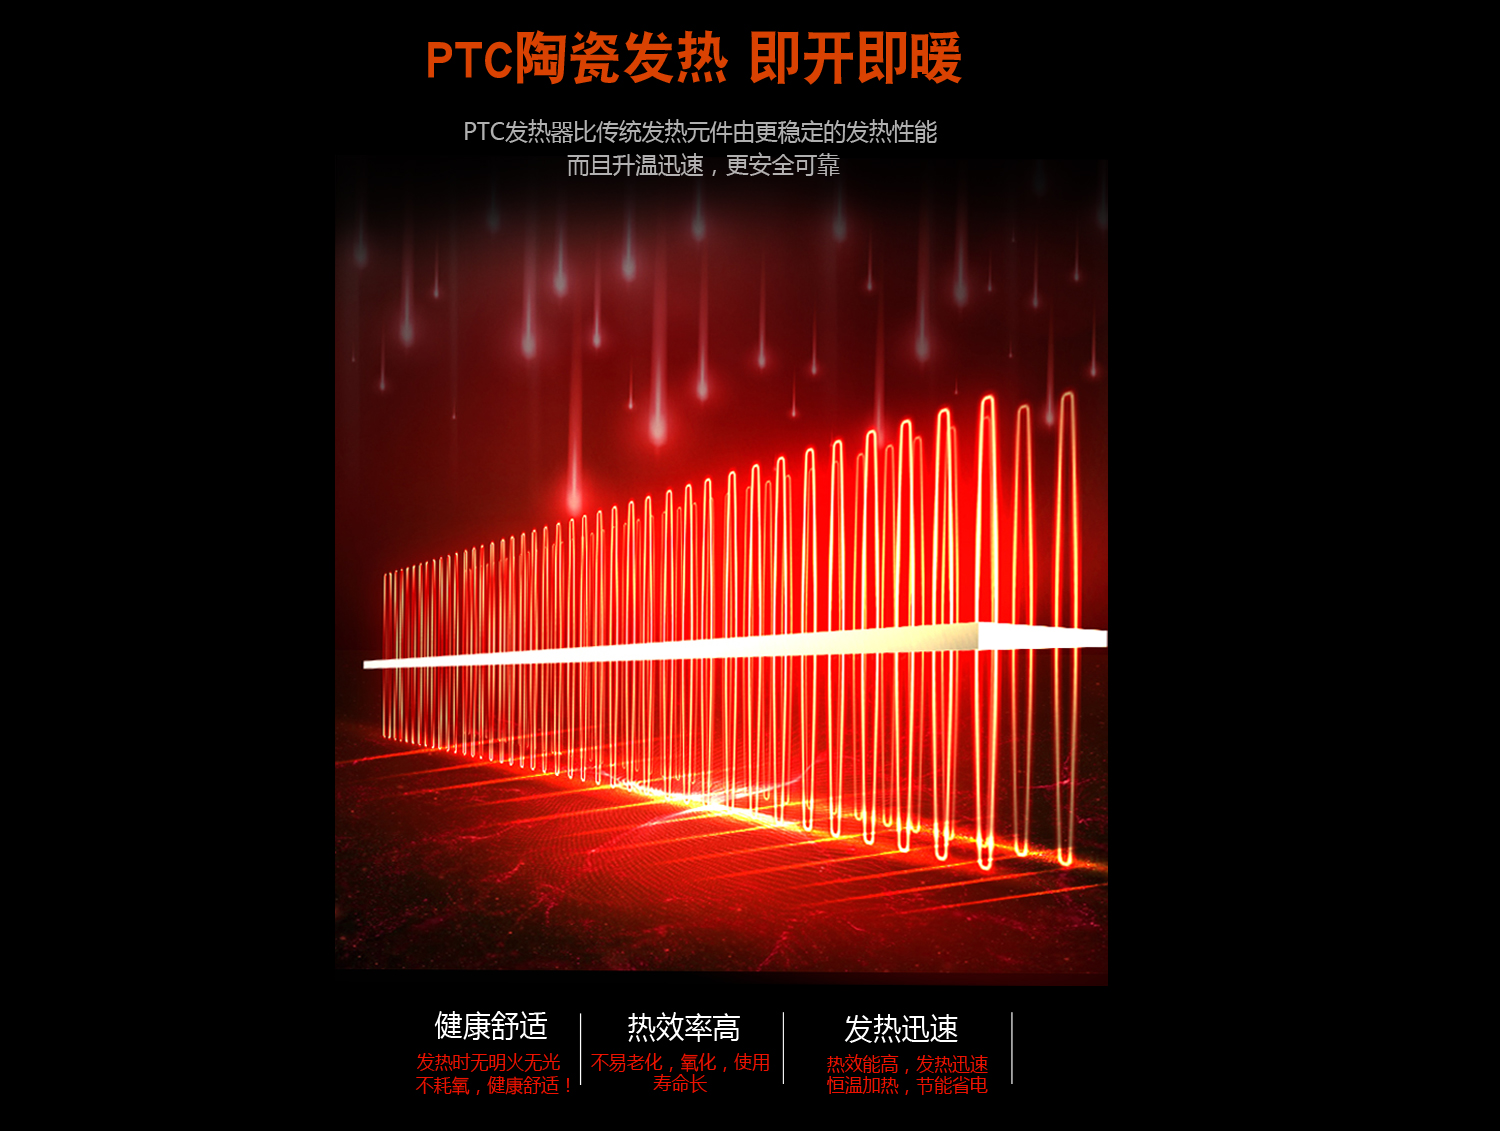 PTC陶瓷发热 即开即暖
PTC发热器比传统发热元件由更稳定的发热性能
而且升温迅速，更安全可靠
健康舒适
发热时无明火无光
不耗氧，健康舒适！
热效率高
不易老化，氧化，使用
寿命长
发热迅速
热效能高，发热迅速
恒温加热，节能省电